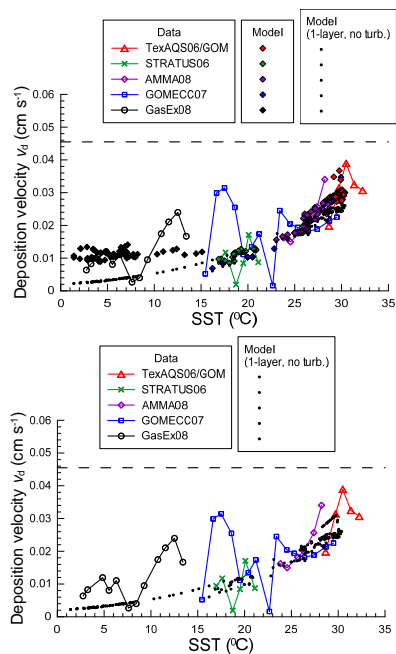 Data
TexAQS06/GOM
STRATUS06
AMMA08
GOMECC07
GasEx08
Model
Model
(1-layer, no turb.)
Deposition velocity vd (cm s-1)
0.06
0.05
0.04
0.03
0.02
0.01
0
0 5 10 15 20 25 30 35
SST (ºC)
Data
TexAQS06/GOM
STRATUS06
AMMA08
GOMECC07
GasEx08
Model
(1-layer, no turb.)
Deposition velocity vd (cm s-1)
0.06
0.05
0.04
0.03
0.02
0.01
0
0 5 10 15 20 25 30 35
SST (ºC)